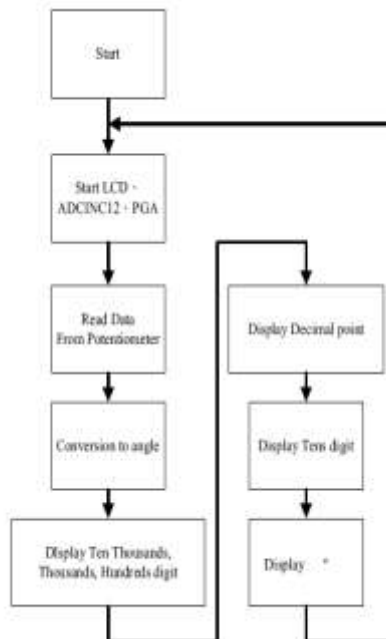 Start
Start LCD、
ADCINC12、PGA
Read Data
From Potentiometer
Conversion to angle
DIsplay Ten Thousands,
Thousands, Hundreds digit
Display Decimal point
Display Tens digit
Display °